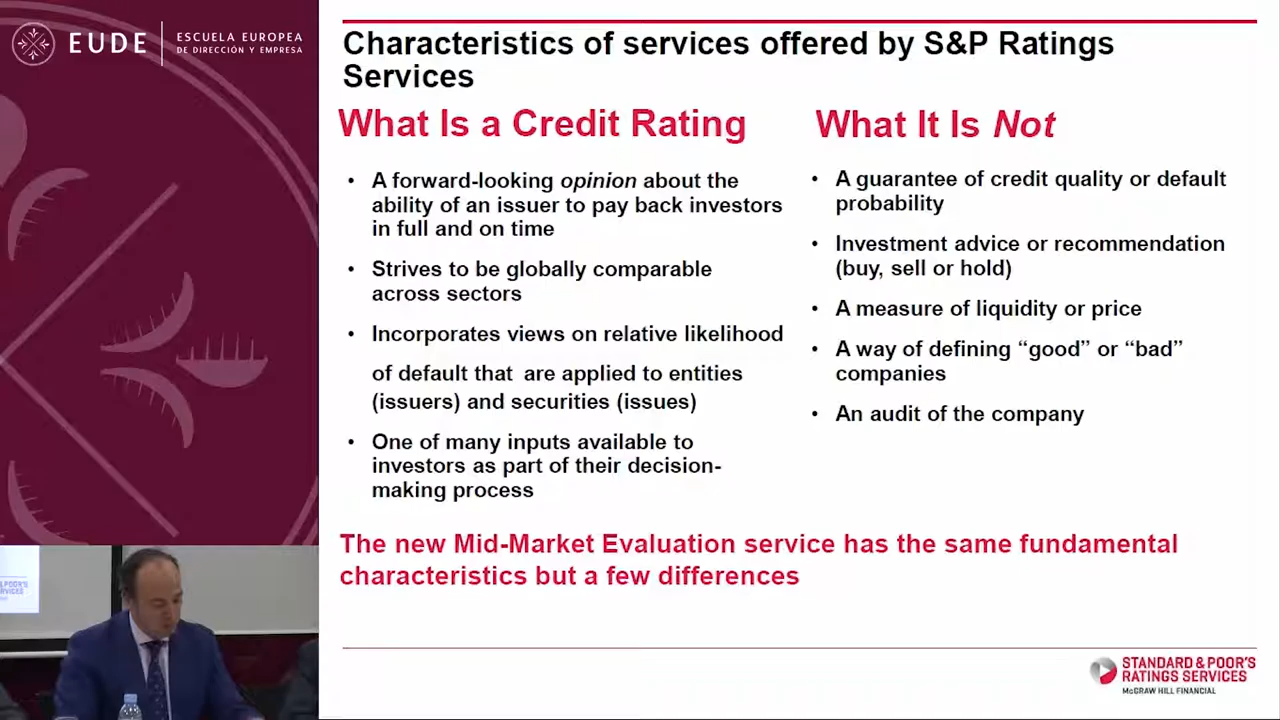 EUDE
ESCUELA EUROPEA
DE DIRECCIÓN Y EMPRESA
Characteristics of services offered by S&P Ratings
Services
What Is a Credit Rating
• A forward-looking opinion about the
ability of an issuer to pay back investors
in full and on time
• Strives to be globally comparable
across sectors
• Incorporates views on relative likelihood
of default that are applied to entities
(issuers) and securities (issues)
• One of many inputs available to
investors as part of their decision-
making process
What It Is Not
• A guarantee of credit quality or default
probability
• Investment advice or recommendation
(buy, sell or hold)
• A measure of liquidity or price
• A way of defining “good” or “bad”
companies
• An audit of the company
The new Mid-Market Evaluation service has the same fundamental
characteristics but a few differences
STANDARD & POOR'S
RATINGS SERVICES
McGRAW HILL FINANCIAL